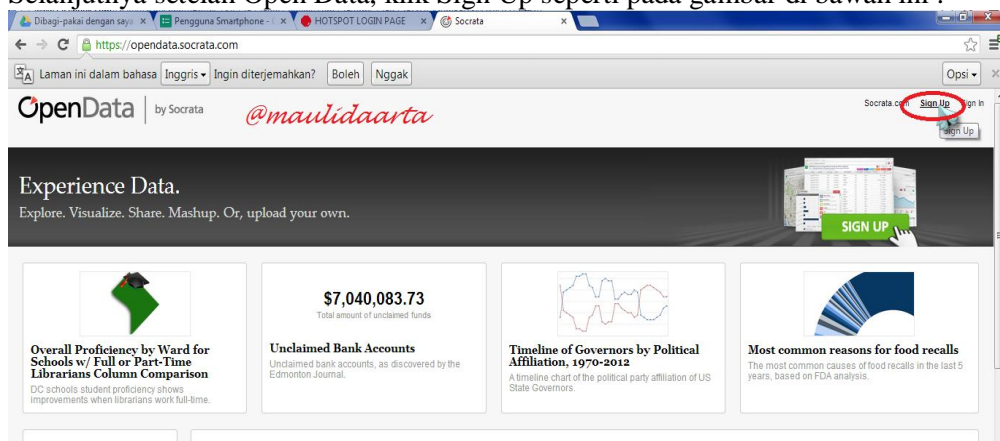 Selanjutnya setelah Open Data, klik Sign Up seperti pada gambar di bawah ini :
Dibagi-pakai dengan saya
Pengguna Smartphone -
HOTSPOT LOGIN PAGE
Socrata
https://opendata.socrata.com
Laman ini dalam bahasa Inggris Ingin diterjemahkan? Boleh Nggak Opsi
OpenData by Socrata
@maulidaarta
Socrata.com Sign Up Sign In
Sign Up
Experience Data.
Explore. Visualize. Share. Mashup. Or, upload your own.
SIGN UP
Overall Proficiency by Ward for
Schools w/ Full or Part-Time
Librarians Column Comparison
DC schools student proficiency shows
improvements when librarians work full-time.
$7,040,083.73
Total amount of unclaimed funds
Unclaimed Bank Accounts
Unclaimed bank accounts, as discovered by the
Edmonton Journal.
Timeline of Governors by Political
Affiliation, 1970-2012
A timeline chart of the political party affiliation of US
State Governors.
Most common reasons for food recalls
The most common causes of food recalls in the last 5
years, based on FDA analysis.